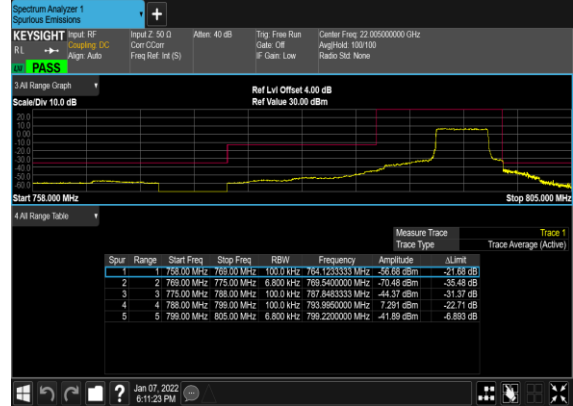 Spectrum Analyzer 1
Spurious Emissions
KEYSIGHT Input: RF Input Z: 50 Ω Atten: 40 dB Trig: Free Run Center Freq: 22.005000000 GHz
RL Coupling: DC Corr CCorr Gate: Off Avg|Hold: 100/100
Align: Auto Freq Ref: Int (S) IF Gain: Low Radio Std: None
PASS
3 All Range Graph
Ref Lvl Offset 4.00 dB
Scale/Div 10.0 dB Ref Value 30.00 dBm
20.0
10.0
0.00
-10.0
-20.0
-30.0
-40.0
-50.0
-60.0
Start 758.000 MHz Stop 805.000 MHz
4 All Range Table
Measure Trace Trace 1
Trace Type Trace Average (Active)
Spur Range Start Freq Stop Freq RBW Frequency Amplitude ΔLimit
1 1 758.00 MHz 769.00 MHz 100.0 kHz 764.1233333 MHz -56.68 dBm -21.68 dB
2 2 769.00 MHz 775.00 MHz 6.800 kHz 769.5400000 MHz -70.48 dBm -35.48 dB
3 3 775.00 MHz 788.00 MHz 100.0 kHz 787.8483333 MHz -44.37 dBm -31.37 dB
4 4 788.00 MHz 799.00 MHz 100.0 kHz 793.9950000 MHz 7.291 dBm -22.71 dB
5 5 799.00 MHz 805.00 MHz 6.800 kHz 799.2200000 MHz -41.89 dBm -6.893 dB
?
Jan 07, 2022
6:11:23 PM